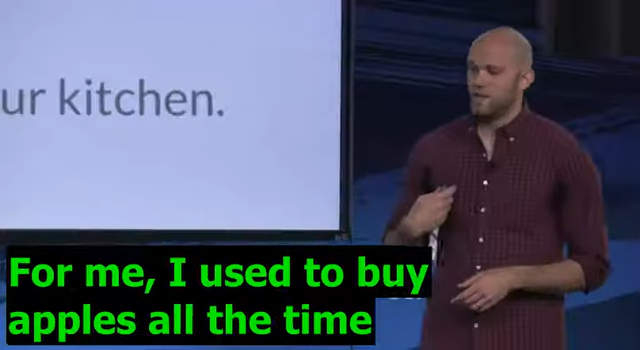 ur kitchen.
For me, I used to buy
apples all the time